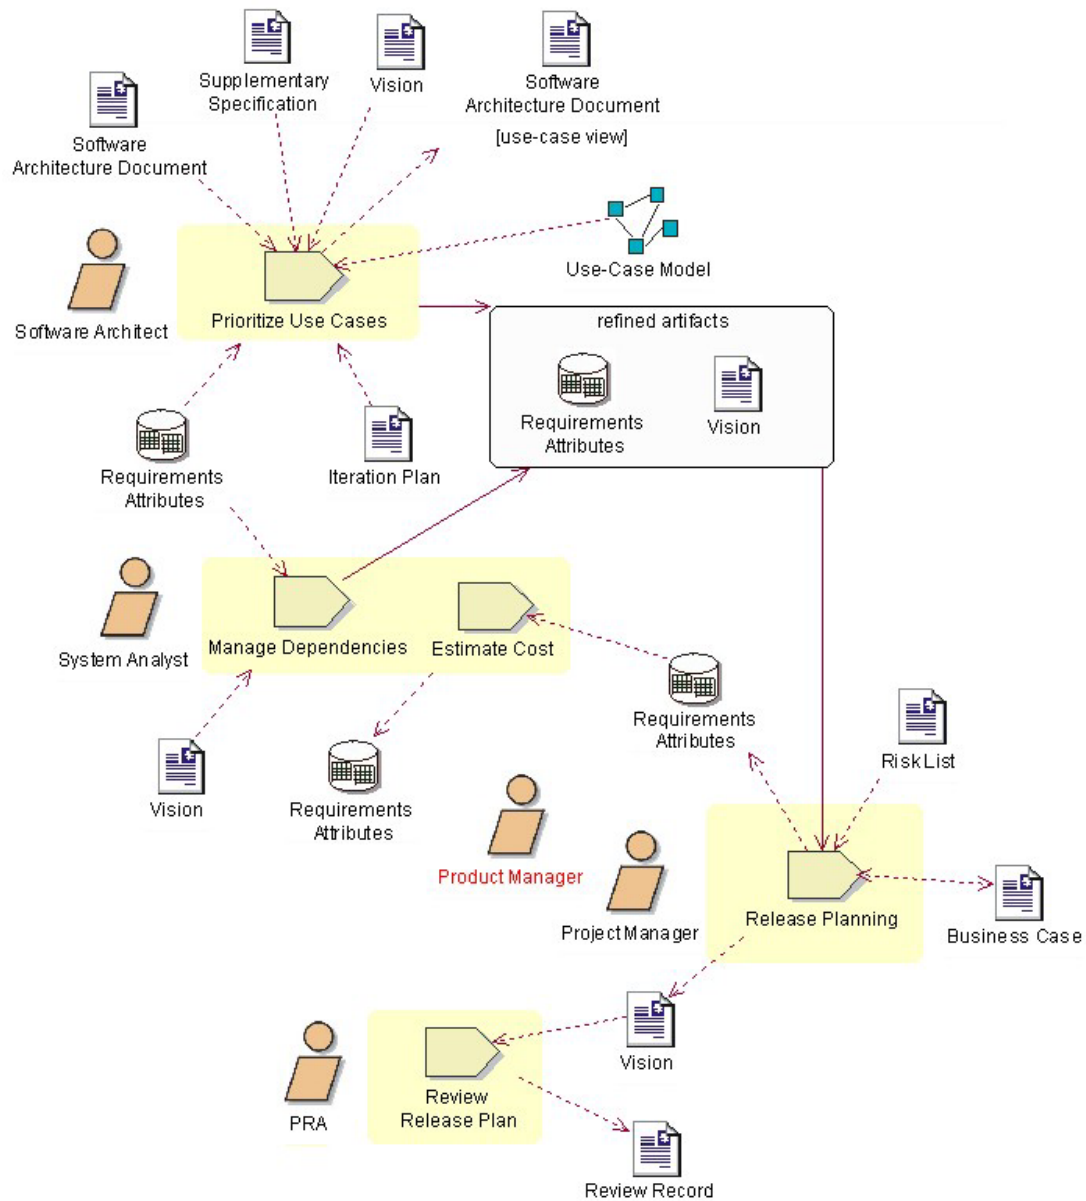 Supplementary
Specification
Vision
Software
Architecture Document
[use-case view]
Software
Architecture Document
Use-Case Model
Software Architect
Prioritize Use Cases
refined artifacts
Requirements
Attributes
Vision
Requirements
Attributes
Iteration Plan
System Analyst
Manage Dependencies
Estimate Cost
Requirements
Attributes
Vision
Requirements
Attributes
Risk List
Product Manager
Project Manager
Release Planning
Business Case
Vision
PRA
Review
Release Plan
Review Record